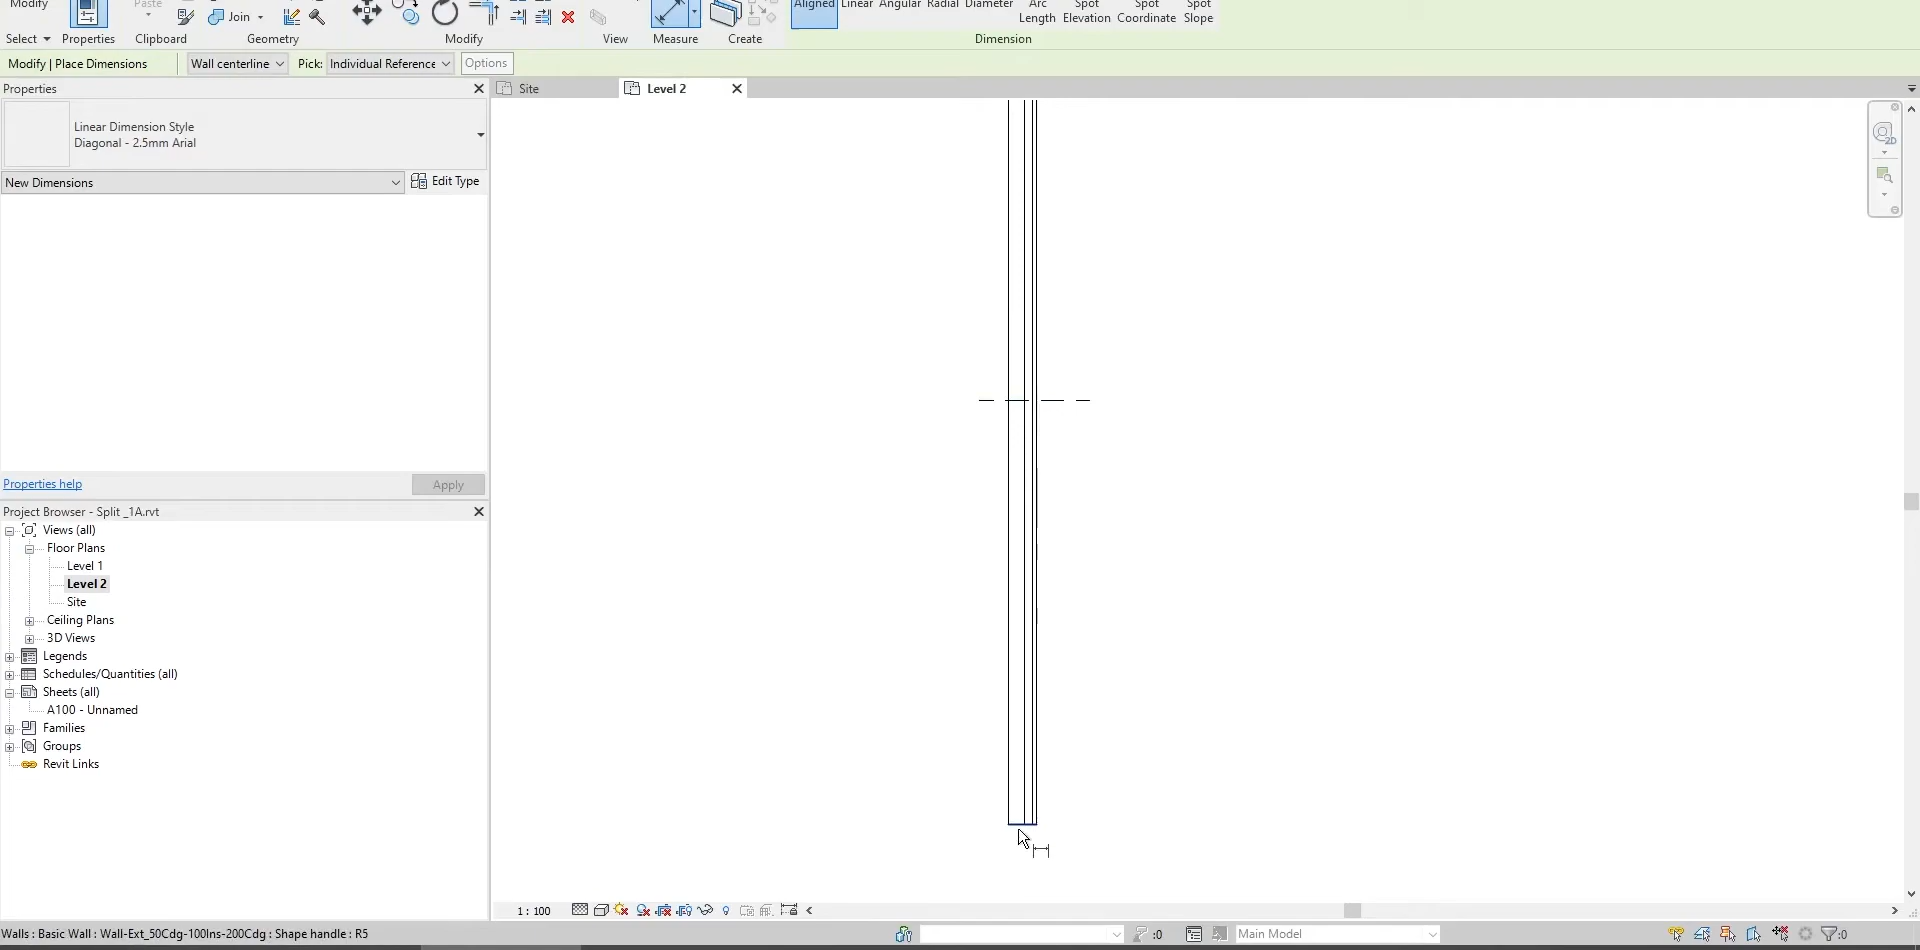 Modify
Paste
Join
Select
Properties
Clipboard
Geometry
Modify
View
Measure
Create
Aligned Linear Angular Radial Diameter Arc Length Spot Elevation Spot Coordinate Spot Slope
Dimension
Modify | Place Dimensions
Wall centerline
Pick: Individual Reference
Options
Properties
Site
Level 2
Linear Dimension Style
Diagonal - 2.5mm Arial
New Dimensions
Edit Type
2D
Properties help
Apply
Project Browser - Split _1A.rvt
Views (all)
Floor Plans
Level 1
Level 2
Site
Ceiling Plans
3D Views
Legends
Schedules/Quantities (all)
Sheets (all)
A100 - Unnamed
Families
Groups
Revit Links
1 : 100
Walls : Basic Wall : Wall-Ext_50Cdg-100Ins-200Cdg : Shape handle : R5
:0
Main Model
:0